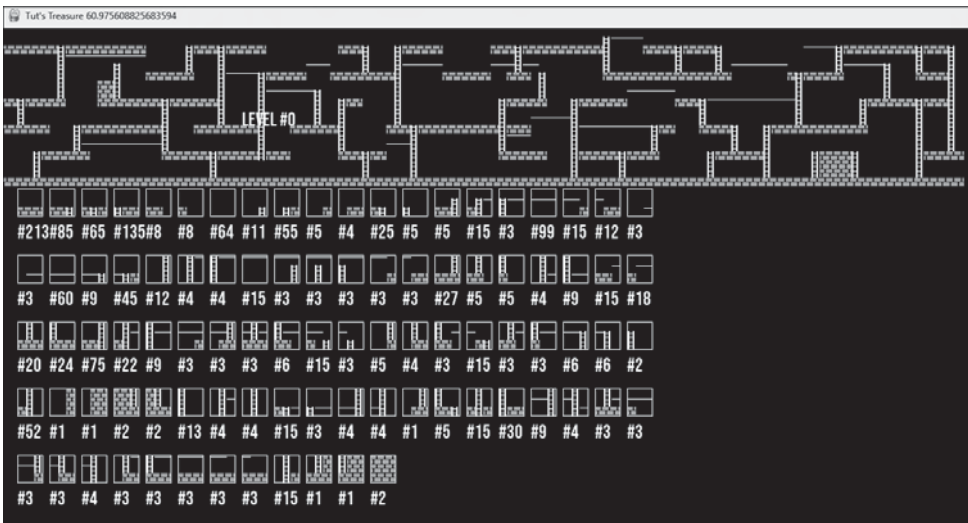 Tut's Treasure 60.975608825683594
LEVEL #0
#213#85 #65 #135#8 #8 #64 #11 #55 #5 #4 #25 #5 #5 #15 #3 #99 #15 #12 #3
#3 #60 #9 #45 #12 #4 #4 #15 #3 #3 #3 #3 #3 #27 #5 #5 #4 #9 #15 #18
#20 #24 #75 #22 #9 #3 #3 #3 #6 #15 #3 #5 #4 #3 #15 #3 #3 #6 #6 #2
#52 #1 #1 #2 #2 #13 #4 #4 #15 #3 #4 #4 #1 #5 #15 #30 #9 #4 #3 #3
#3 #3 #4 #3 #3 #3 #3 #3 #15 #1 #1 #2